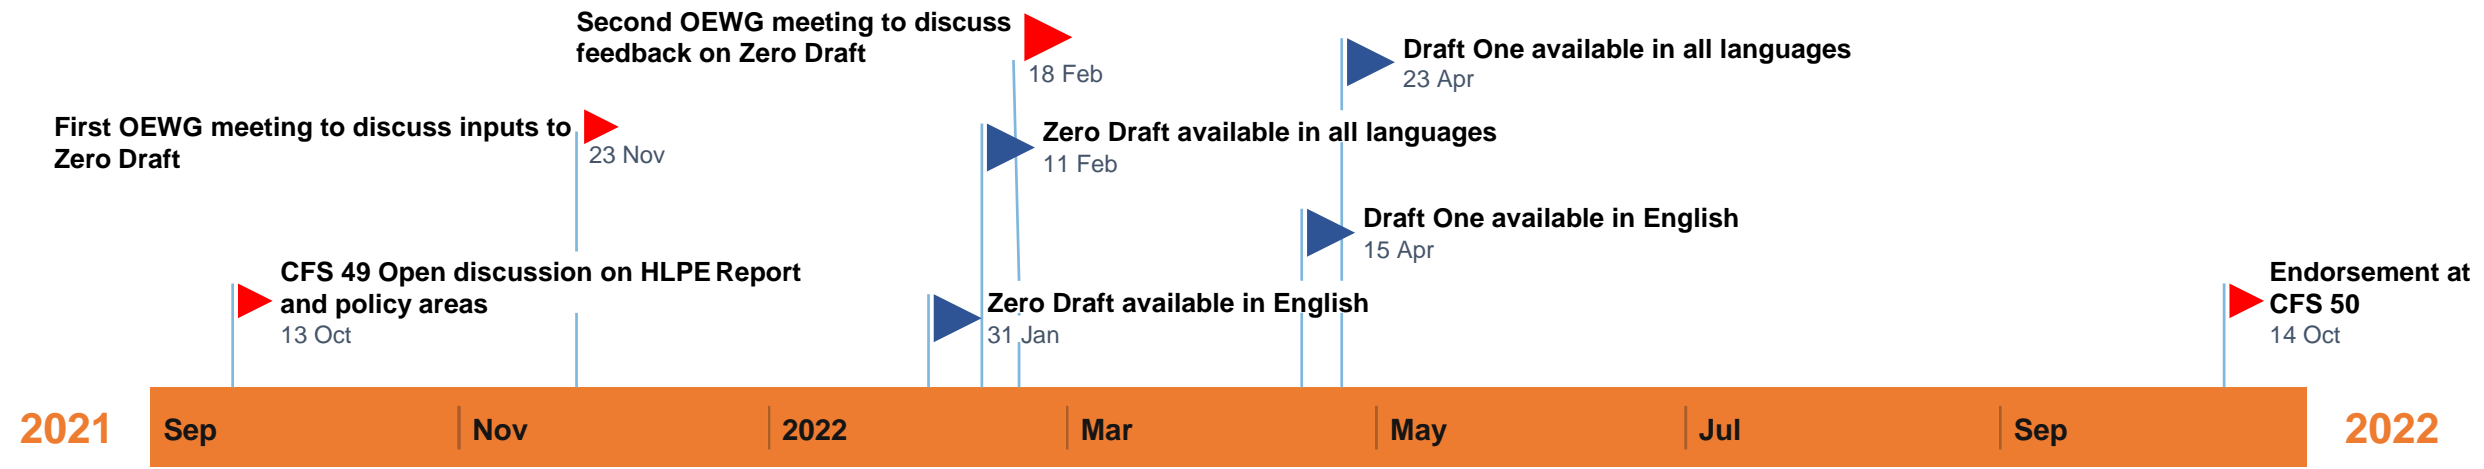 Second OEWG meeting to discuss
feedback on Zero Draft
18 Feb
Draft One available in all languages
23 Apr
First OEWG meeting to discuss inputs to
Zero Draft
23 Nov
Zero Draft available in all languages
11 Feb
Draft One available in English
15 Apr
CFS 49 Open discussion on HLPE Report
and policy areas
13 Oct
Zero Draft available in English
31 Jan
Endorsement at
CFS 50
14 Oct
2021
Sep
Nov
2022
Mar
May
Jul
Sep
2022